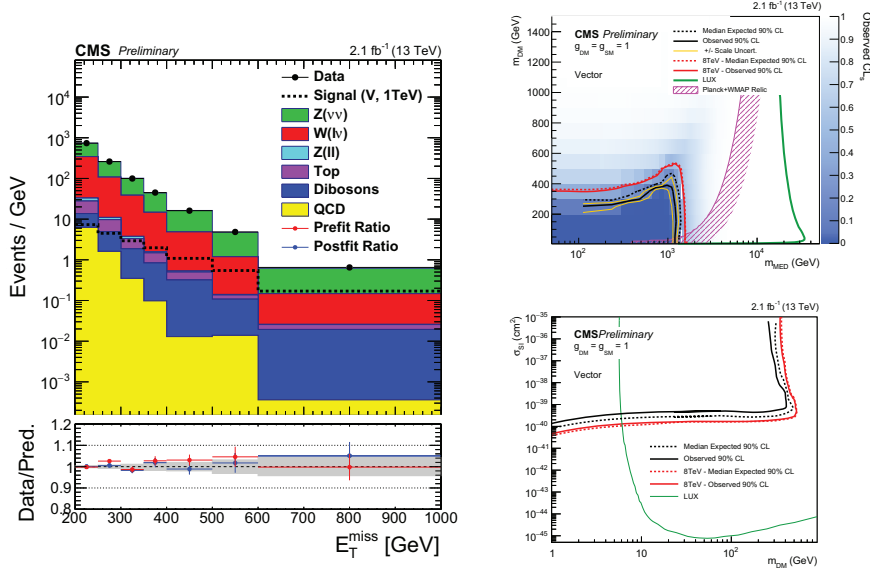 CMS Preliminary 2.1 fb⁻¹ (13 TeV)
Data
Signal (V, 1TeV)
Z(νν)
W(lν)
Z(ll)
Top
Dibosons
QCD
Prefit Ratio
Postfit Ratio
Events / GeV
10⁴
10³
10²
10
1
10⁻¹
10⁻²
10⁻³
Data/Pred.
1.2
1.1
1.0
0.9
0.8
200 300 400 500 600 700 800 900 1000
E_T^miss [GeV]
2.1 fb⁻¹ (13 TeV)
m_DM (GeV)
1400
1200
1000
800
600
400
200
CMS Preliminary
g_DM = g_SM = 1
Vector
Median Expected 90% CL
Observed 90% CL
+/- Scale Uncert.
8TeV - Median Expected 90% CL
8TeV - Observed 90% CL
LUX
Planck+WMAP Relic
10² 10³ 10⁴
m_MED (GeV)
1
0.9
0.8
0.7
0.6
0.5
0.4
0.3
0.2
0.1
0
Observed CL_s
2.1 fb⁻¹ (13 TeV)
σ_SI (cm²)
10⁻³⁵
10⁻³⁶
10⁻³⁷
10⁻³⁸
10⁻³⁹
10⁻⁴⁰
10⁻⁴¹
10⁻⁴²
10⁻⁴³
10⁻⁴⁴
10⁻⁴⁵
CMS Preliminary
g_DM = g_SM = 1
Vector
Median Expected 90% CL
Observed 90% CL
8TeV - Median Expected 90% CL
8TeV - Observed 90% CL
LUX
1 10 10²
m_DM (GeV)